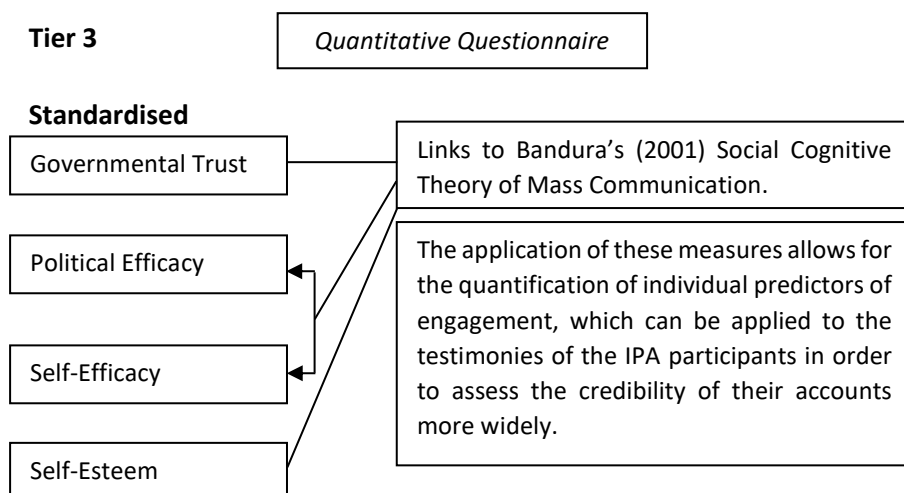 Tier 3
Quantitative Questionnaire
Standardised
Governmental Trust
Political Efficacy
Self-Efficacy
Self-Esteem
Links to Bandura’s (2001) Social Cognitive
Theory of Mass Communication.
The application of these measures allows for
the quantification of individual predictors of
engagement, which can be applied to the
testimonies of the IPA participants in order
to assess the credibility of their accounts
more widely.